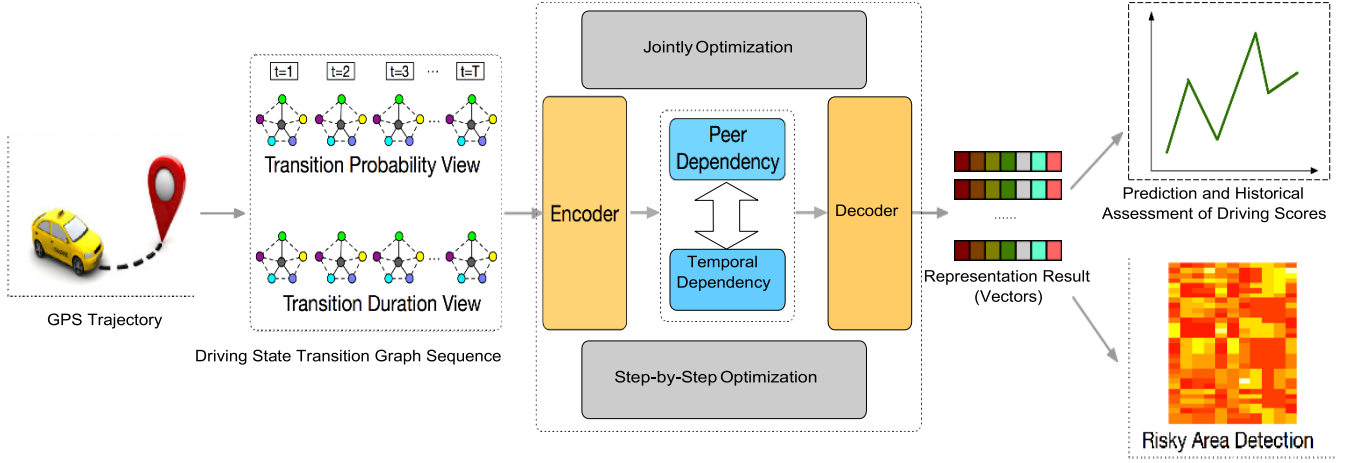 GPS Trajectory
t=1 t=2 t=3 ... t=T
Transition Probability View
Transition Duration View
Driving State Transition Graph Sequence
Jointly Optimization
Encoder
Peer
Dependency
Temporal
Dependency
Decoder
Step-by-Step Optimization
......
Representation Result
(Vectors)
Prediction and Historical
Assessment of Driving Scores
Risky Area Detection